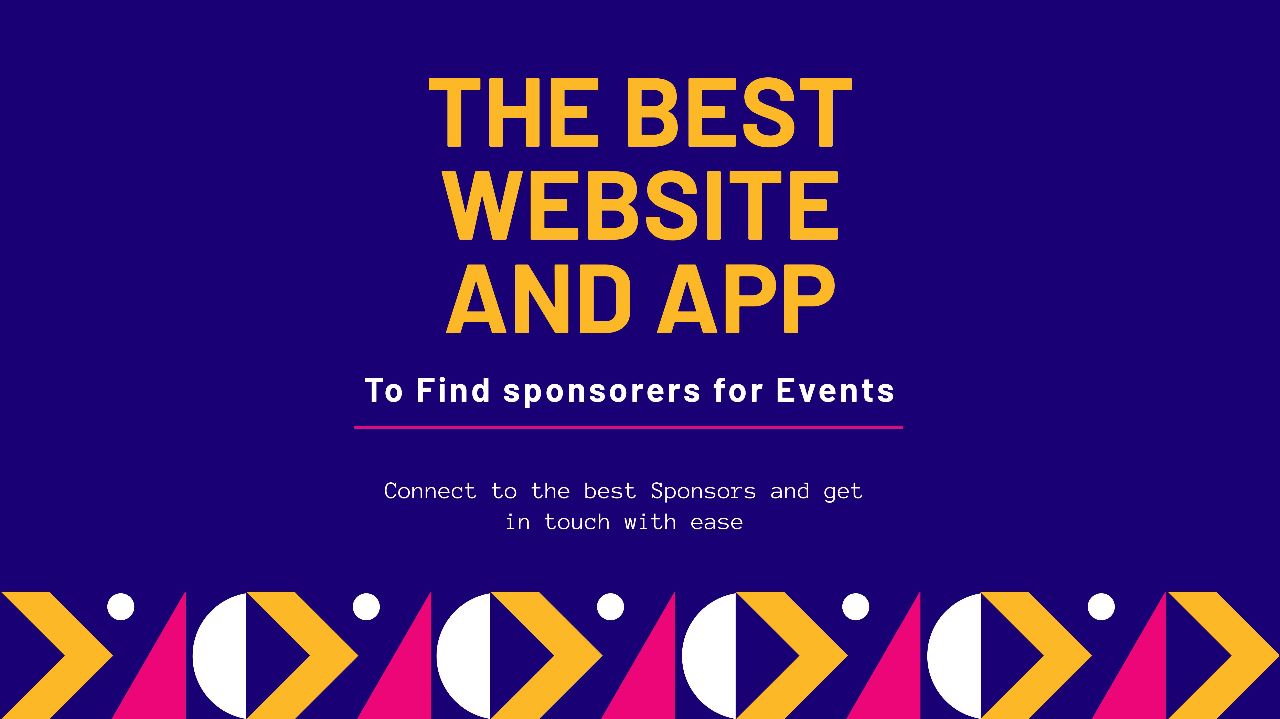 THE BEST
WEBSITE
AND APP
To Find sponsorers for Events
Connect to the best Sponsors and get
in touch with ease